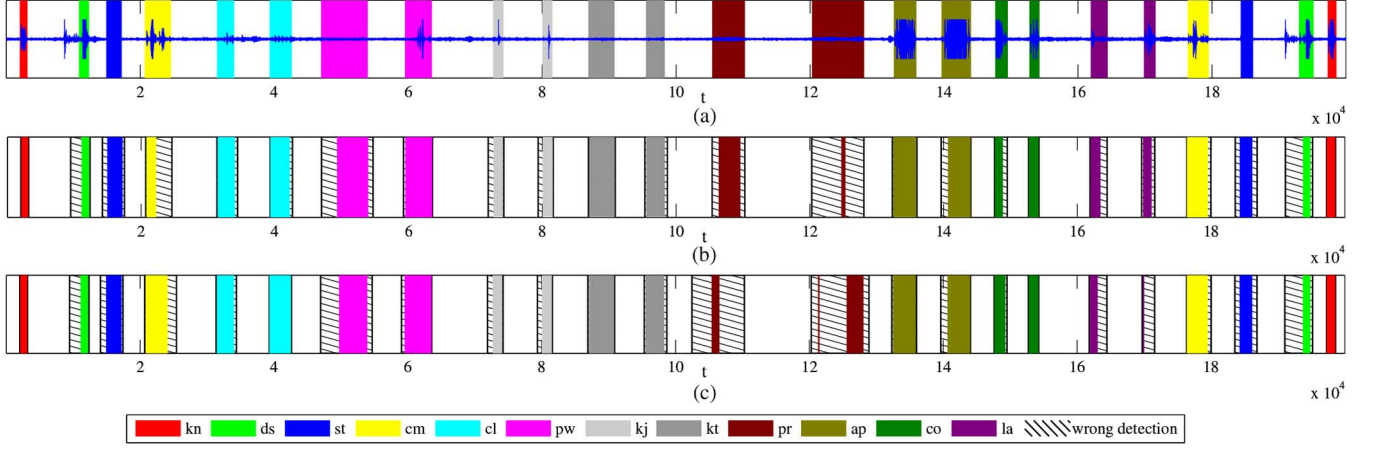 2 4 6 8 10 12 14 16 18
t
x 10^4
(a)
2 4 6 8 10 12 14 16 18
t
x 10^4
(b)
2 4 6 8 10 12 14 16 18
t
x 10^4
(c)
kn ds st cm cl pw kj kt pr ap co la wrong detection